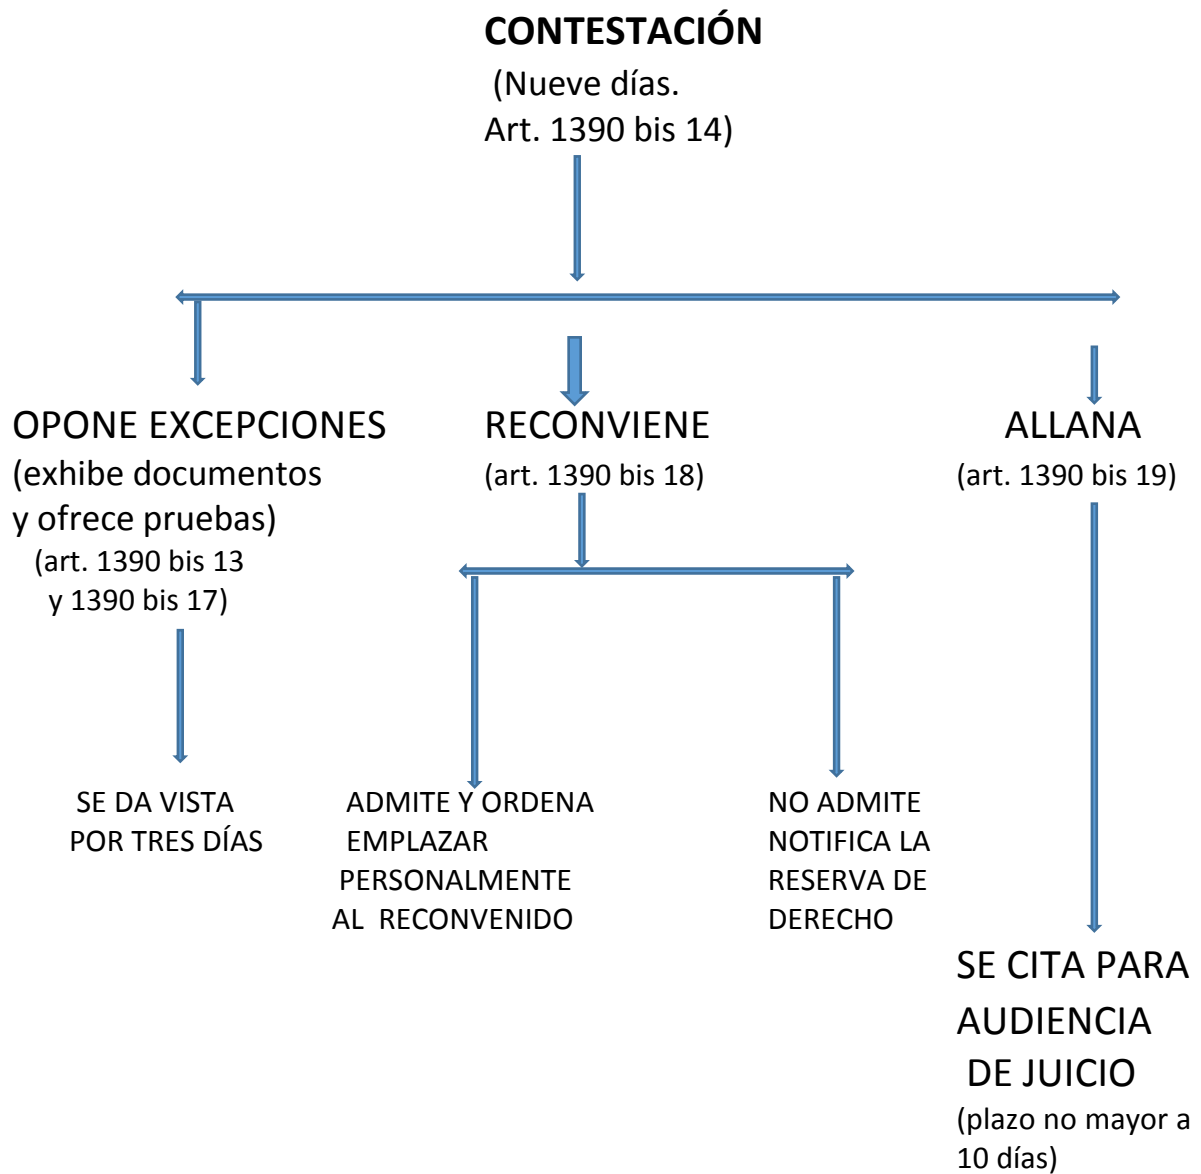 CONTESTACIÓN
(Nueve días.
Art. 1390 bis 14)
OPONE EXCEPCIONES
(exhibe documentos
y ofrece pruebas)
(art. 1390 bis 13
y 1390 bis 17)
RECONVIENE
(art. 1390 bis 18)
ALLANA
(art. 1390 bis 19)
SE DA VISTA
POR TRES DÍAS
ADMITE Y ORDENA
EMPLAZAR
PERSONALMENTE
AL RECONVENIDO
NO ADMITE
NOTIFICA LA
RESERVA DE
DERECHO
SE CITA PARA
AUDIENCIA
DE JUICIO
(plazo no mayor a
10 días)